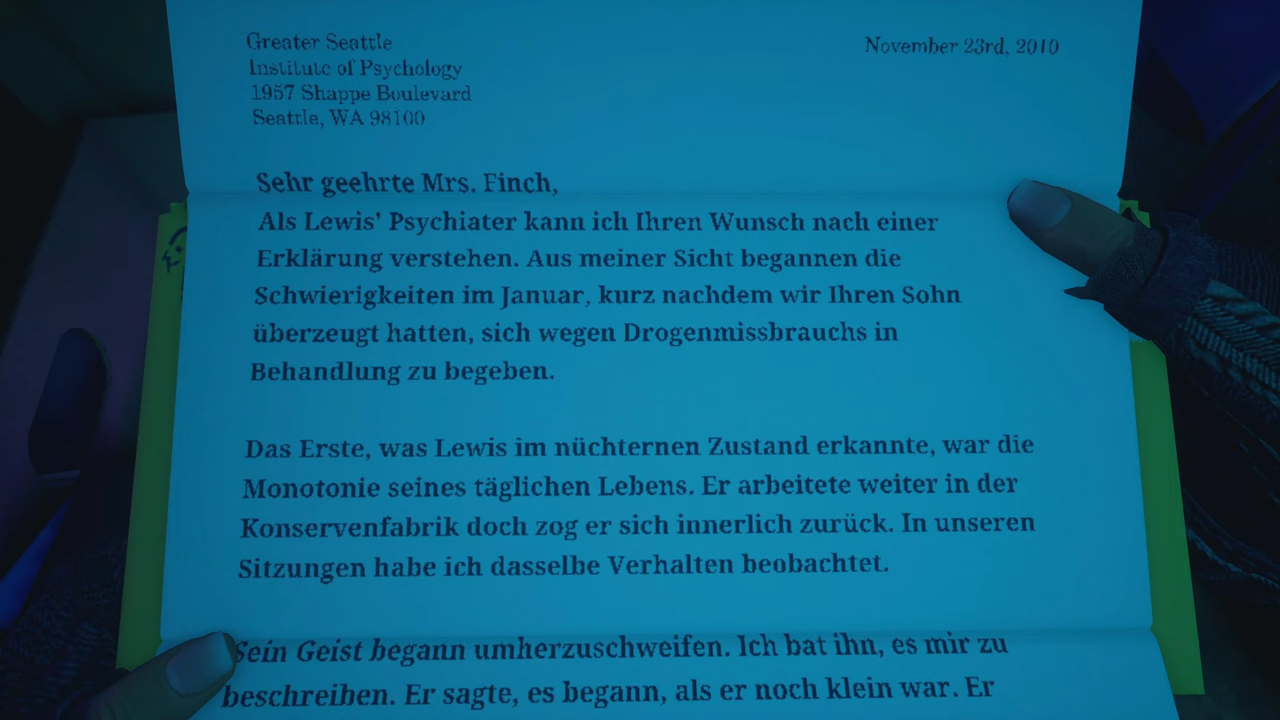 Greater Seattle
November 23rd, 2010
Institute of Psychology
1957 Shappe Boulevard
Seattle, WA 98100
Sehr geehrte Mrs. Finch,
Als Lewis' Psychiater kann ich Ihren Wunsch nach einer
Erklärung verstehen. Aus meiner Sicht begannen die
Schwierigkeiten im Januar, kurz nachdem wir Ihren Sohn
überzeugt hatten, sich wegen Drogenmissbrauchs in
Behandlung zu begeben.
Das Erste, was Lewis im nüchternen Zustand erkannte, war die
Monotonie seines täglichen Lebens. Er arbeitete weiter in der
Konservenfabrik doch zog er sich innerlich zurück. In unseren
Sitzungen habe ich dasselbe Verhalten beobachtet.
Sein Geist begann umherzuschweifen. Ich bat ihn, es mir zu
beschreiben. Er sagte, es begann, als er noch klein war. Er